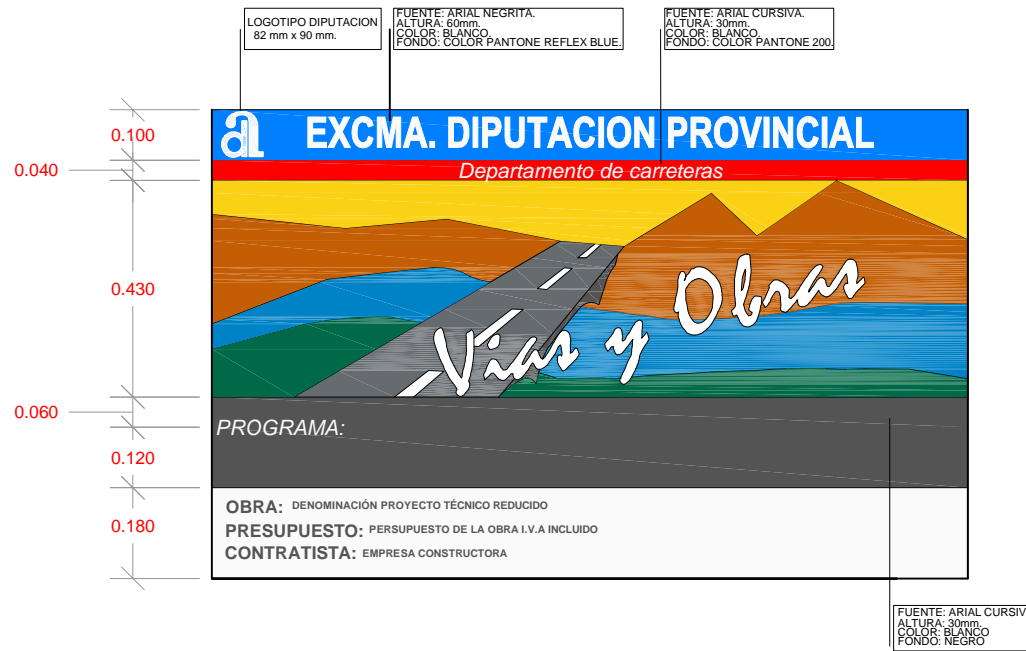 LOGOTIPO DIPUTACION
82 mm x 90 mm.
FUENTE: ARIAL NEGRITA.
ALTURA: 60mm.
COLOR: BLANCO.
FONDO: COLOR PANTONE REFLEX BLUE.
FUENTE: ARIAL CURSIVA.
ALTURA: 30mm.
COLOR: BLANCO.
FONDO: COLOR PANTONE 200.
0.100
EXCMA. DIPUTACION PROVINCIAL
0.040
Departamento de carreteras
0.430
Vias y Obras
0.060
PROGRAMA:
0.120
0.180
OBRA: DENOMINACIÓN PROYECTO TÉCNICO REDUCIDO
PRESUPUESTO: PERSUPUESTO DE LA OBRA I.V.A INCLUIDO
CONTRATISTA: EMPRESA CONSTRUCTORA
FUENTE: ARIAL CURSIV
ALTURA: 30mm.
COLOR: BLANCO
FONDO: NEGRO